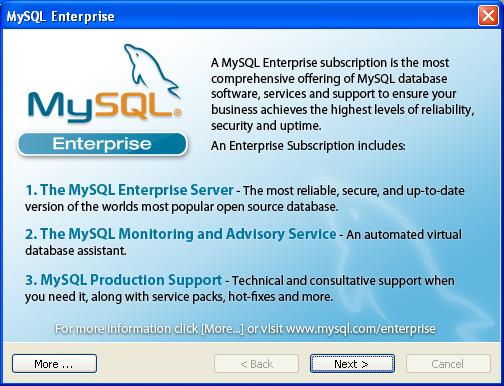 MySQL Enterprise
MySQL®
Enterprise
A MySQL Enterprise subscription is the most
comprehensive offering of MySQL database
software, services and support to ensure your
business achieves the highest levels of reliability,
security and uptime.
An Enterprise Subscription includes:
1. The MySQL Enterprise Server - The most reliable, secure, and up-to-date
version of the worlds most popular open source database.
2. The MySQL Monitoring and Advisory Service - An automated virtual
database assistant.
3. MySQL Production Support - Technical and consultative support when
you need it, along with service packs, hot-fixes and more.
For more information click [More...] or visit www.mysql.com/enterprise
More ...
< Back
Next >
Cancel